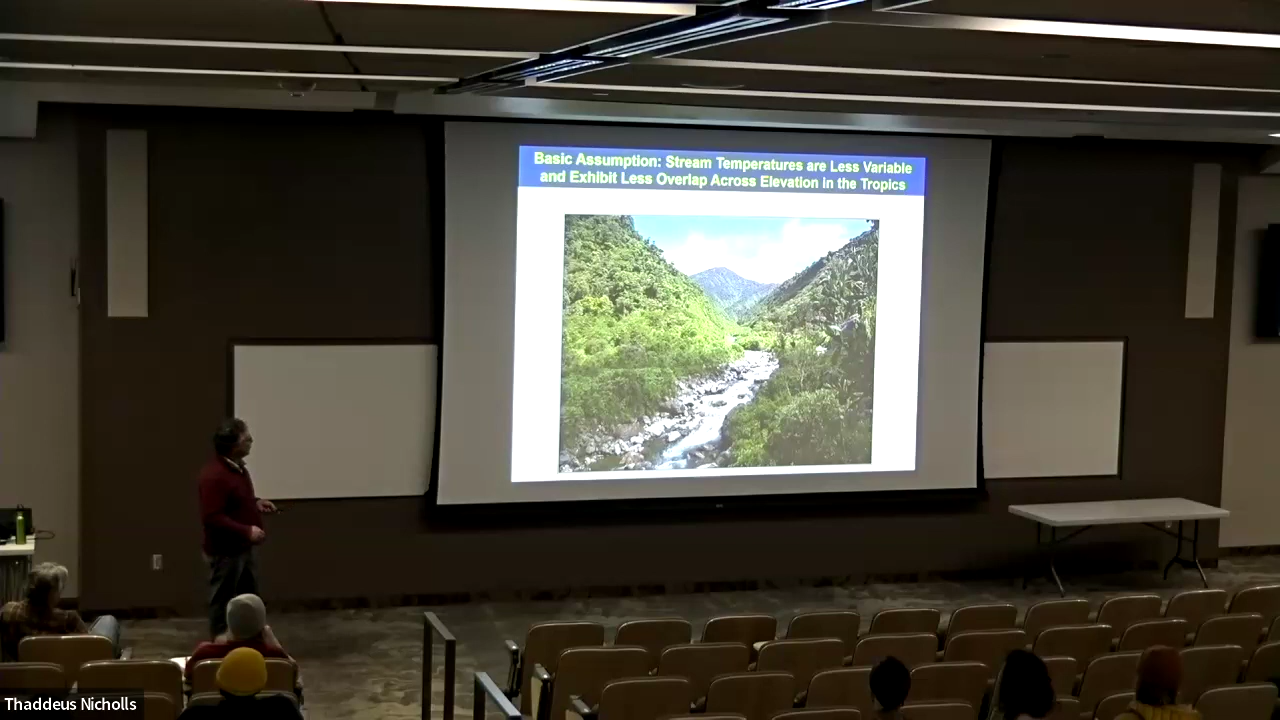 Basic Assumption: Stream Temperatures are Less Variable
and Exhibit Less Overlap Across Elevation in the Tropics
Thaddeus Nicholls